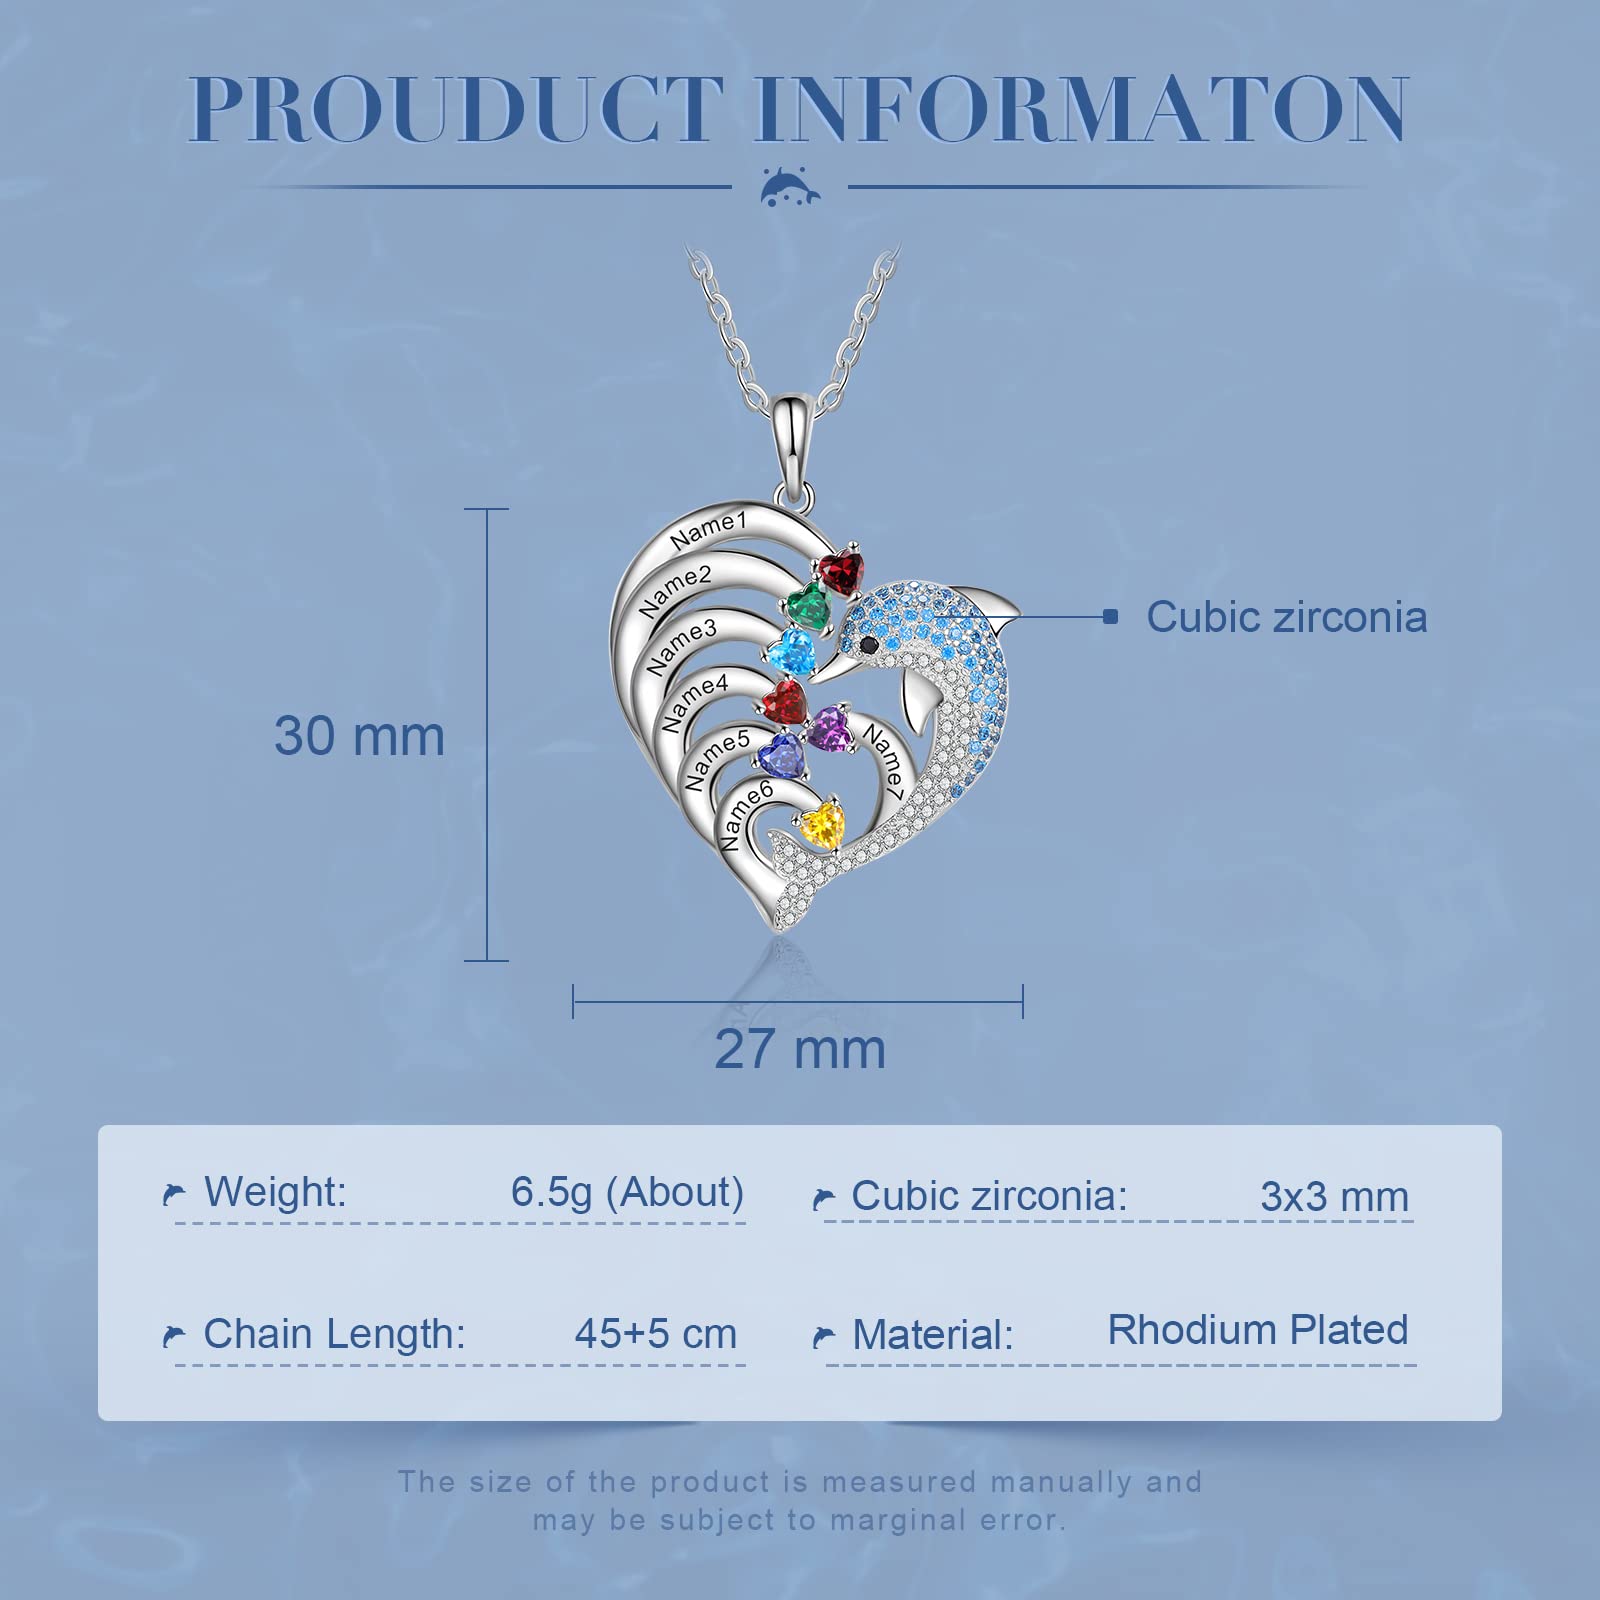 PROUDUCT INFORMATON
Name1
Name2
Name3
Name4
Name5
Name6
Name7
Cubic zirconia
30 mm
27 mm
Weight: 6.5g (About)
Cubic zirconia: 3x3 mm
Chain Length: 45+5 cm
Material: Rhodium Plated
The size of the product is measured manually and
may be subject to marginal error.